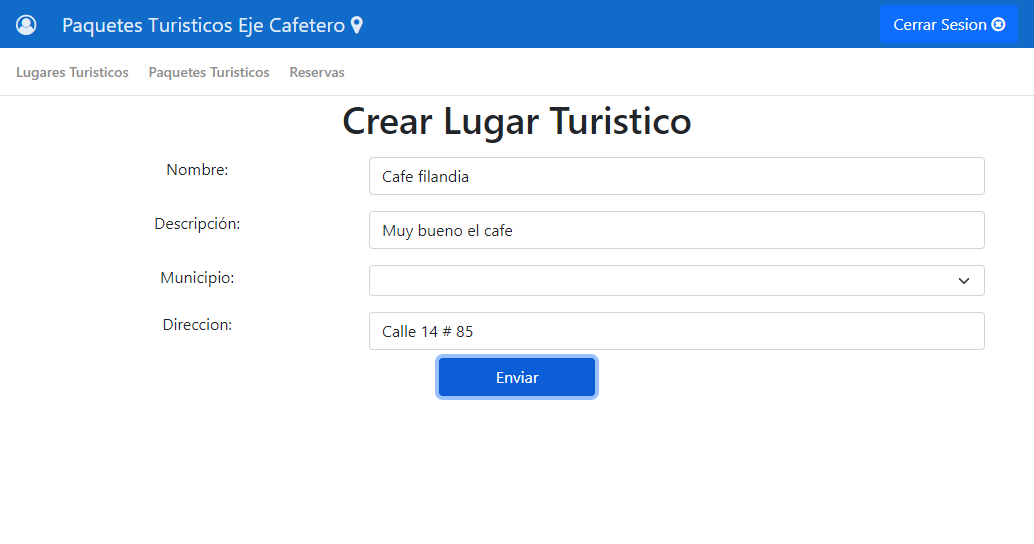 Paquetes Turisticos Eje Cafetero
Cerrar Sesion
Lugares Turisticos Paquetes Turisticos Reservas
Crear Lugar Turistico
Nombre: Cafe filandia
Descripción: Muy bueno el cafe
Municipio:
Direccion: Calle 14 # 85
Enviar